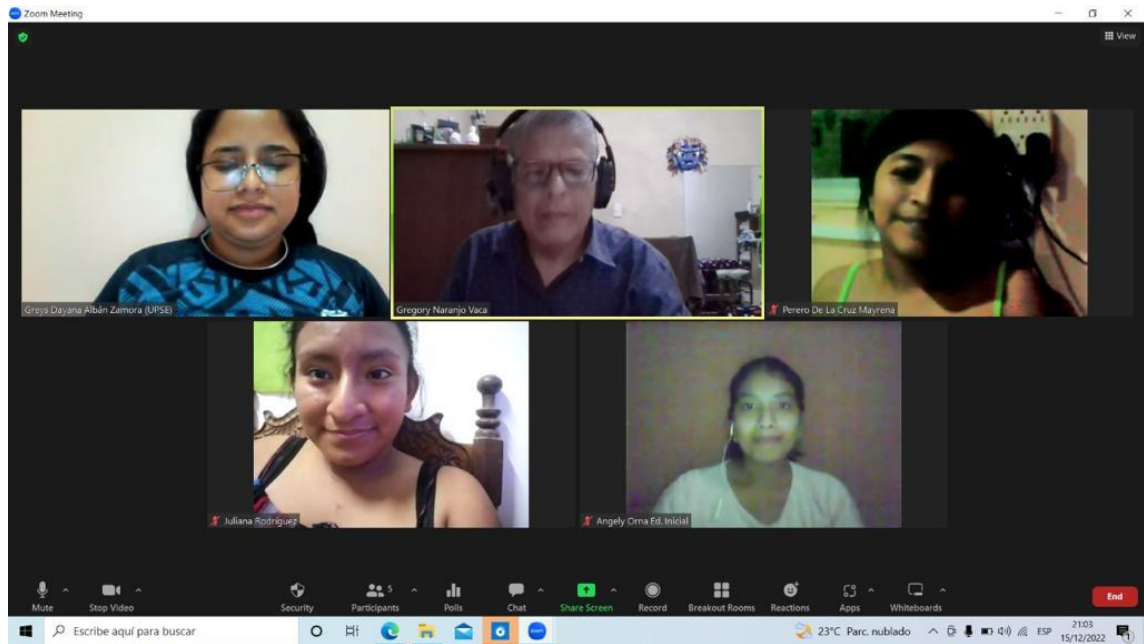 Zoom Meeting
View
Greys Dayana Albán Zamora (UPSE)
Gregory Naranjo Vaca
Perero De La Cruz Mayrena
Juliana Rodriguez
Angely Orna Ed. Inicial
Mute
Stop Video
Security
5
Participants
Polls
Chat
Share Screen
Record
Breakout Rooms
Reactions
Apps
Whiteboards
End
Escribe aquí para buscar
23°C Parc. nublado
ESP
21:03
15/12/2022